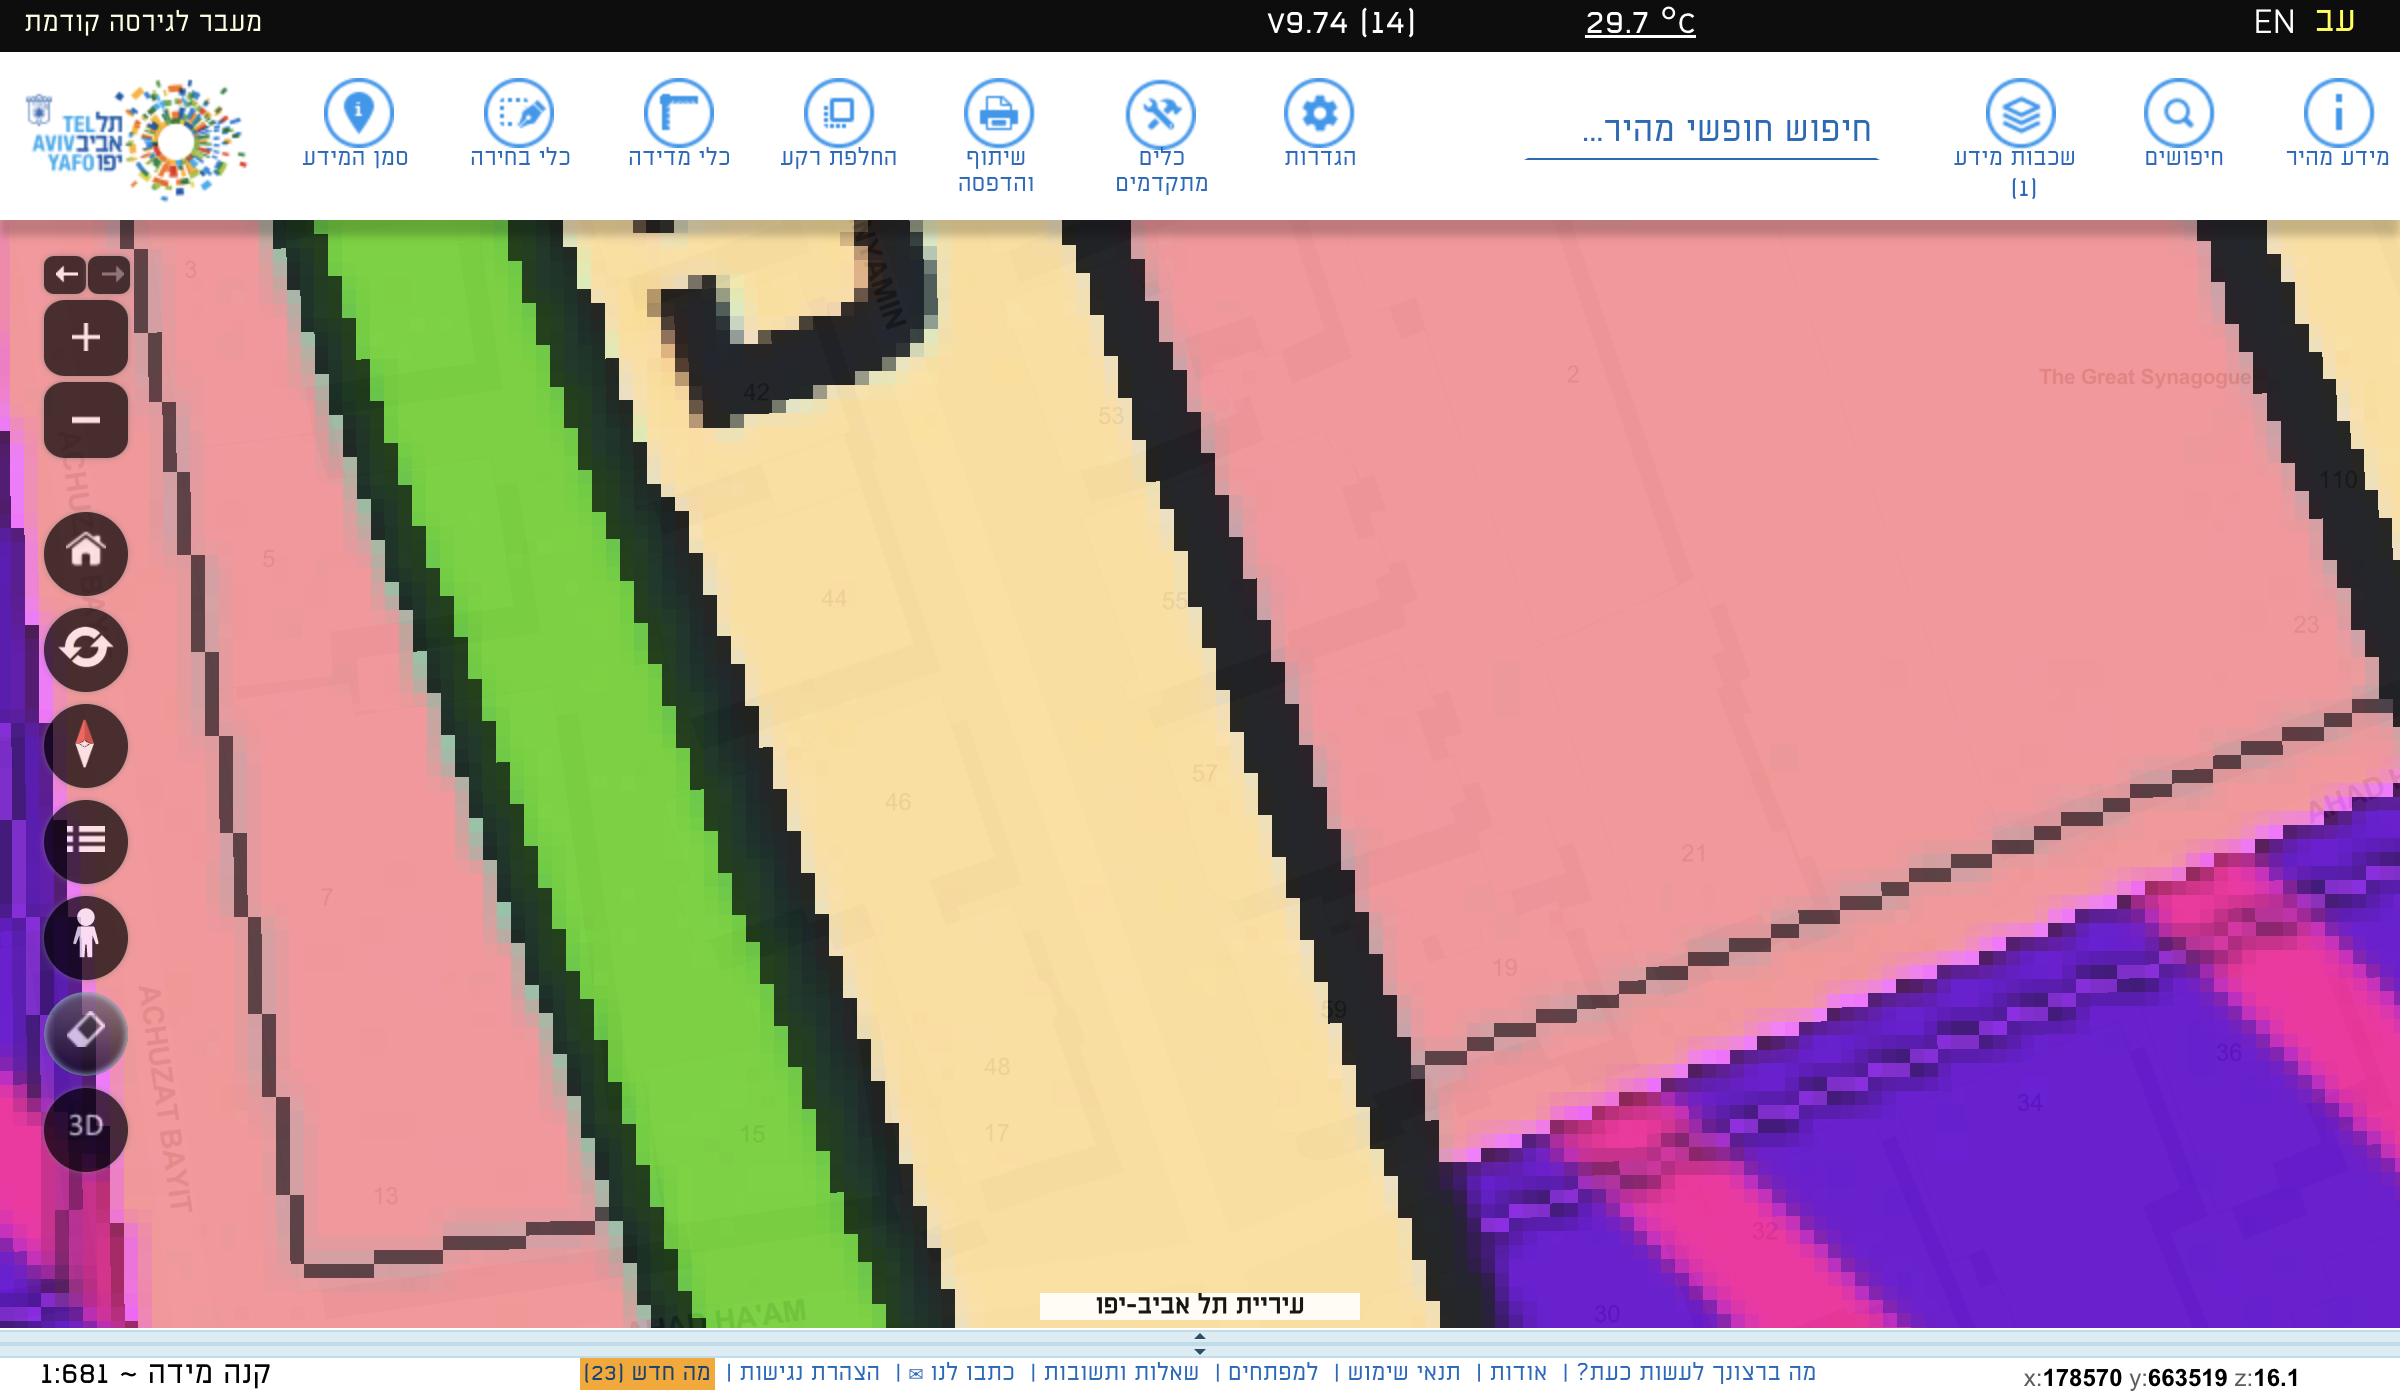 מעבר לגירסה קודמת
V9.74 (14)
29.7 °C
EN עב
תל אביב יפו
TEL AVIV YAFO
סמן המידע
כלי בחירה
כלי מדידה
החלפת רקע
שיתוף והדפסה
כלים מתקדמים
הגדרות
חיפוש חופשי מהיר...
שכבות מידע (1)
חיפושים
מידע מהיר
3
NYAMIN
42
53
2
The Great Synagogue
110
5
44
55
23
57
46
21
AHAD H
7
19
59
48
36
34
17
15
ACHUZAT BAYIT
13
32
30
AHAD HA'AM
3D
עיריית תל אביב-יפו
קנה מידה ~ 1:681
מה ברצונך לעשות כעת? | אודות | תנאי שימוש | למפתחים | שאלות ותשובות | כתבו לנו ✉ | הצהרת נגישות | מה חדש (23)
x:178570 y:663519 z:16.1